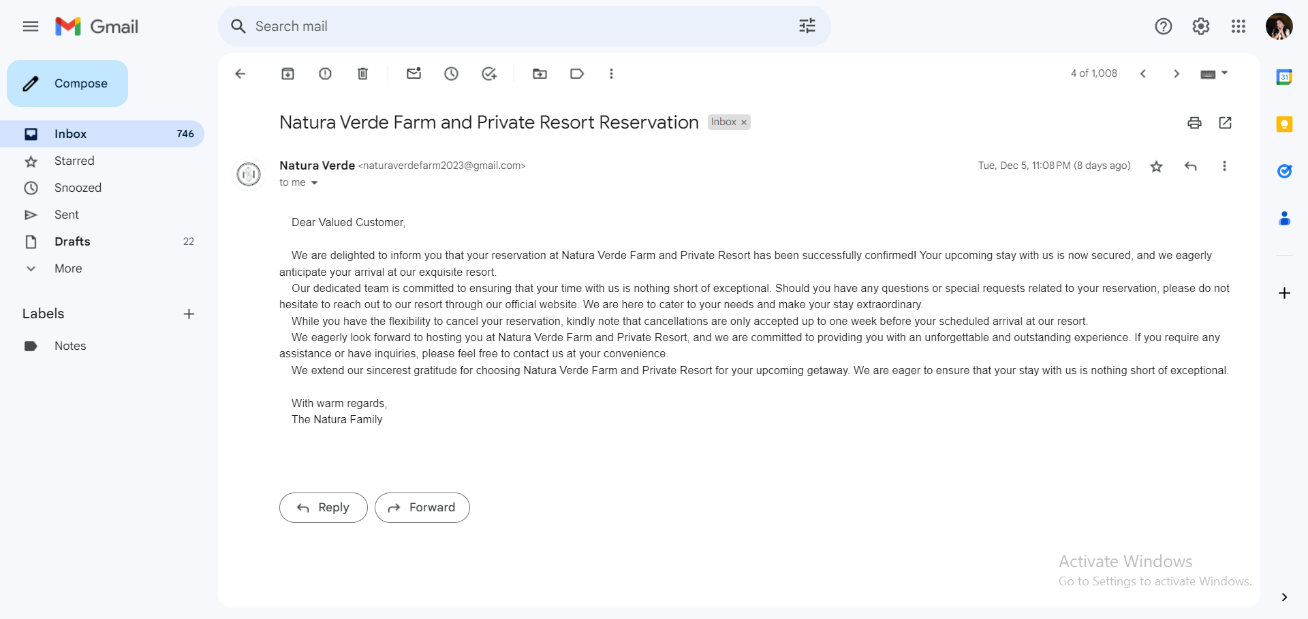 Gmail
Search mail
Compose
Inbox 746
Starred
Snoozed
Sent
Drafts 22
More
Labels
Notes
4 of 1,008
Natura Verde Farm and Private Resort Reservation Inbox ×
Natura Verde <naturaverdefarm2023@gmail.com>
Tue, Dec 5, 11:08 PM (8 days ago)
to me
Dear Valued Customer,
We are delighted to inform you that your reservation at Natura Verde Farm and Private Resort has been successfully confirmed! Your upcoming stay with us is now secured, and we eagerly
anticipate your arrival at our exquisite resort.
Our dedicated team is committed to ensuring that your time with us is nothing short of exceptional. Should you have any questions or special requests related to your reservation, please do not
hesitate to reach out to our resort through our official website. We are here to cater to your needs and make your stay extraordinary.
While you have the flexibility to cancel your reservation, kindly note that cancellations are only accepted up to one week before your scheduled arrival at our resort.
We eagerly look forward to hosting you at Natura Verde Farm and Private Resort, and we are committed to providing you with an unforgettable and outstanding experience. If you require any
assistance or have inquiries, please feel free to contact us at your convenience.
We extend our sincerest gratitude for choosing Natura Verde Farm and Private Resort for your upcoming getaway. We are eager to ensure that your stay with us is nothing short of exceptional.
With warm regards,
The Natura Family
Reply
Forward
Activate Windows
Go to Settings to activate Windows.
31